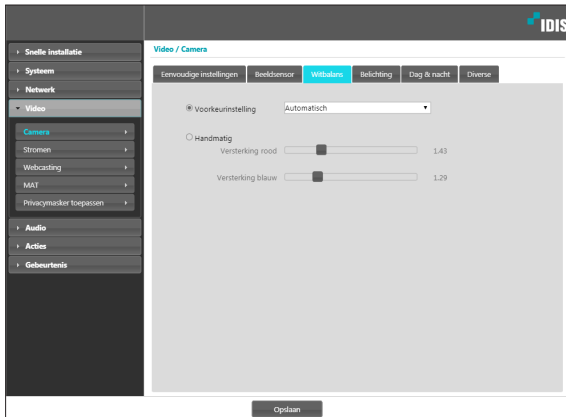 IDIS
Snelle installatie
Systeem
Netwerk
Video
Camera
Stromen
Webcasting
MAT
Privacymasker toepassen
Audio
Acties
Gebeurtenis
Video / Camera
Eenvoudige instellingen Beeldsensor Witbalans Belichting Dag & nacht Diverse
Voorkeurinstelling Automatisch
Handmatig
Versterking rood 1.43
Versterking blauw 1.29
Opslaan